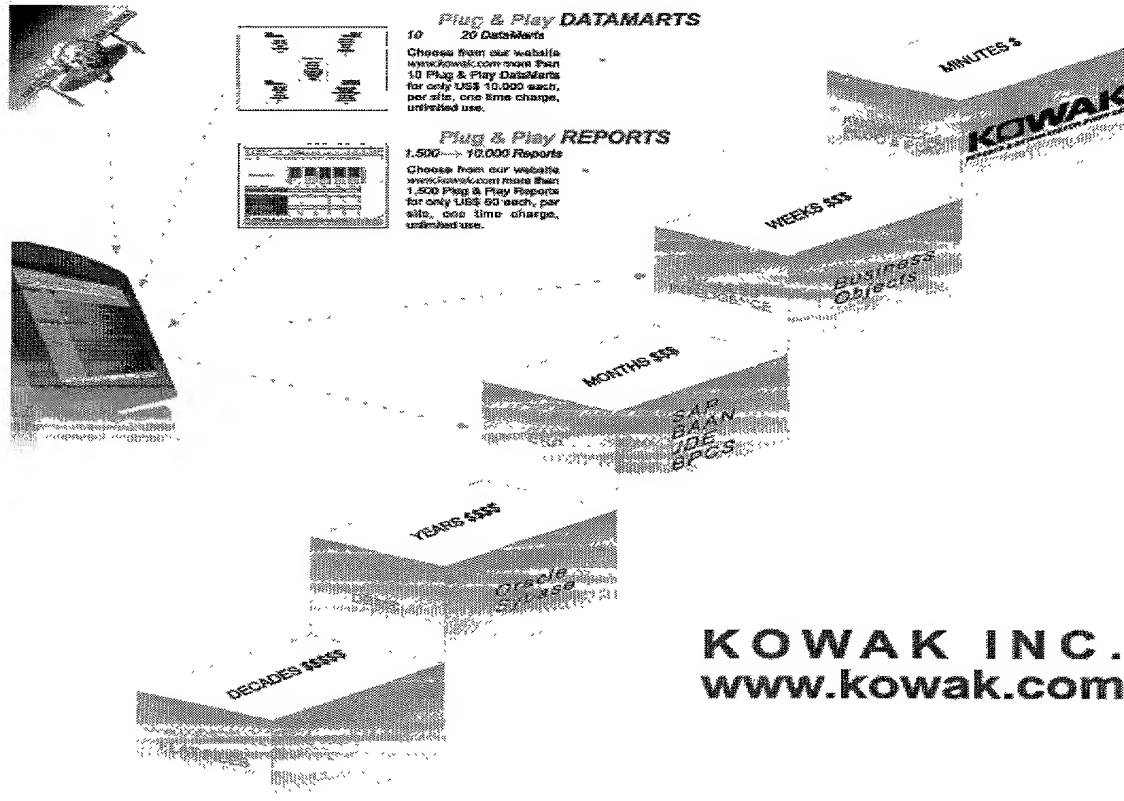 Plug & Play DATAMARTS
10 20 DataMarts
Choose from our website
www.kowak.com more than
10 Plug & Play DataMarts
for only US$ 10.000 each,
per site, one time charge,
unlimited use.
Plug & Play REPORTS
1.500 10.000 Reports
Choose from our website
www.kowak.com more than
1,500 Plug & Play Reports
for only US$ 50 each, per
site, one time charge,
unlimited use.
MINUTES $
KOWAK
WEEKS $$$
Business
Objects
MONTHS $$$
SAP
BAAN
JDE
BPCS
YEARS $$$$
Oracle
Sybase
DECADES $$$$$
KOWAK INC.
www.kowak.com